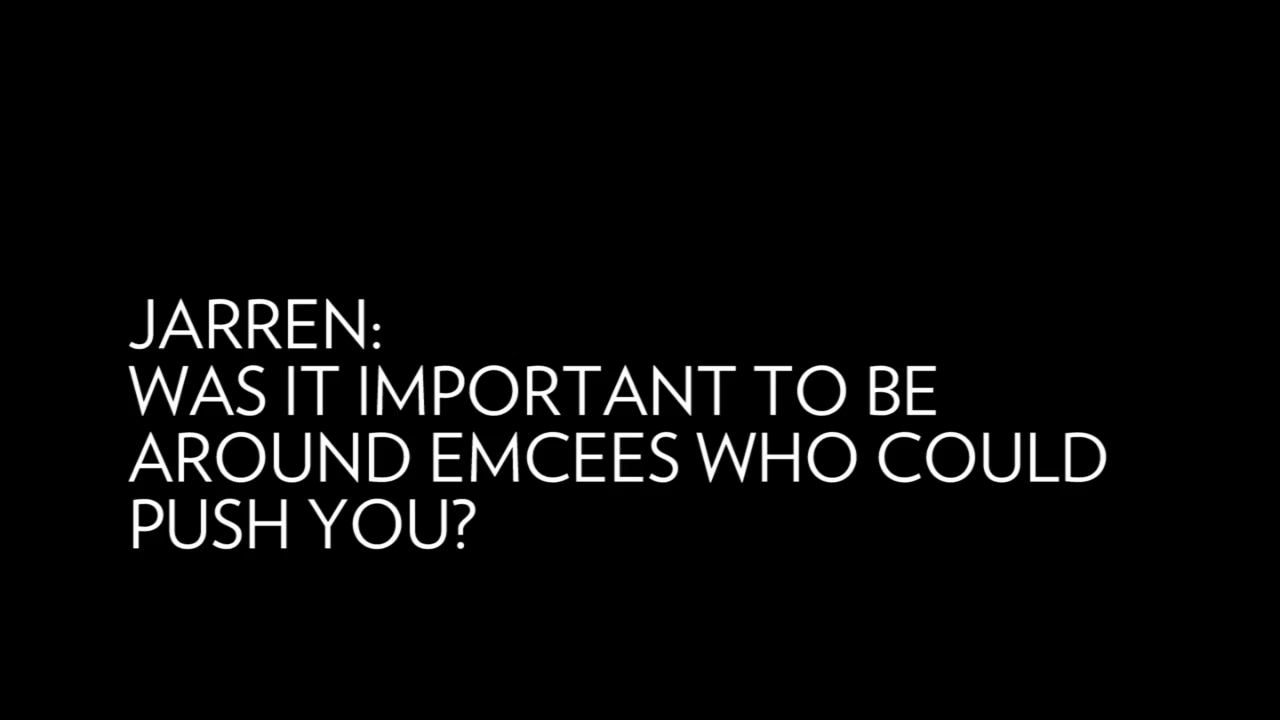 JARREN:
WAS IT IMPORTANT TO BE
AROUND EMCEES WHO COULD
PUSH YOU?